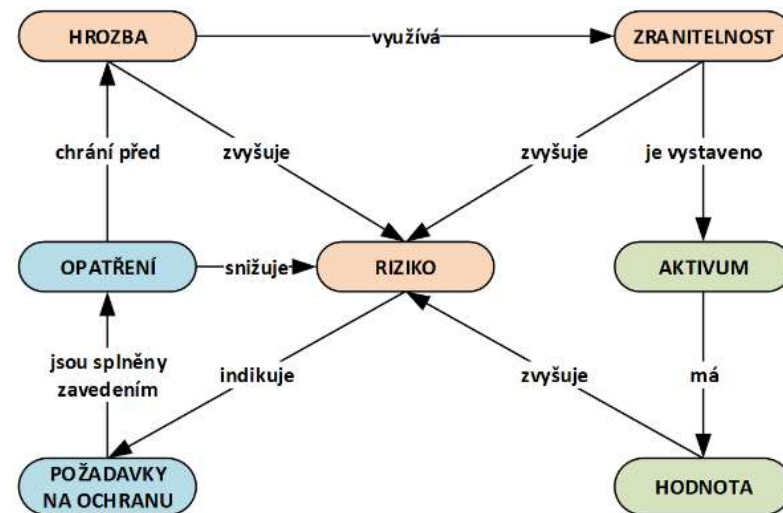 HROZBA
využívá
ZRANITELNOST
chrání před
zvyšuje
zvyšuje
je vystaveno
OPATŘENÍ
snižuje
RIZIKO
AKTIVUM
jsou splněny
zavedením
indikuje
zvyšuje
má
POŽADAVKY
NA OCHRANU
HODNOTA